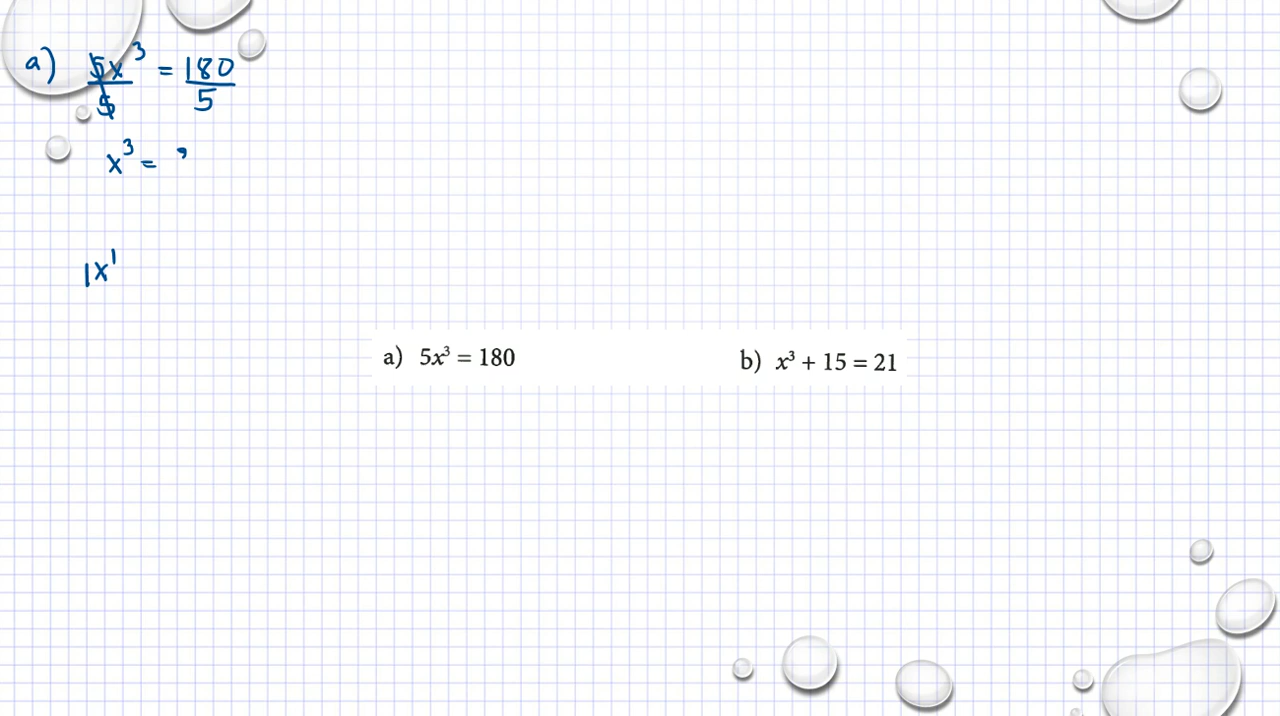 a) 5x³ = 180
5 5
x³ =
1x¹
a) 5x³ = 180
b) x³ + 15 = 21